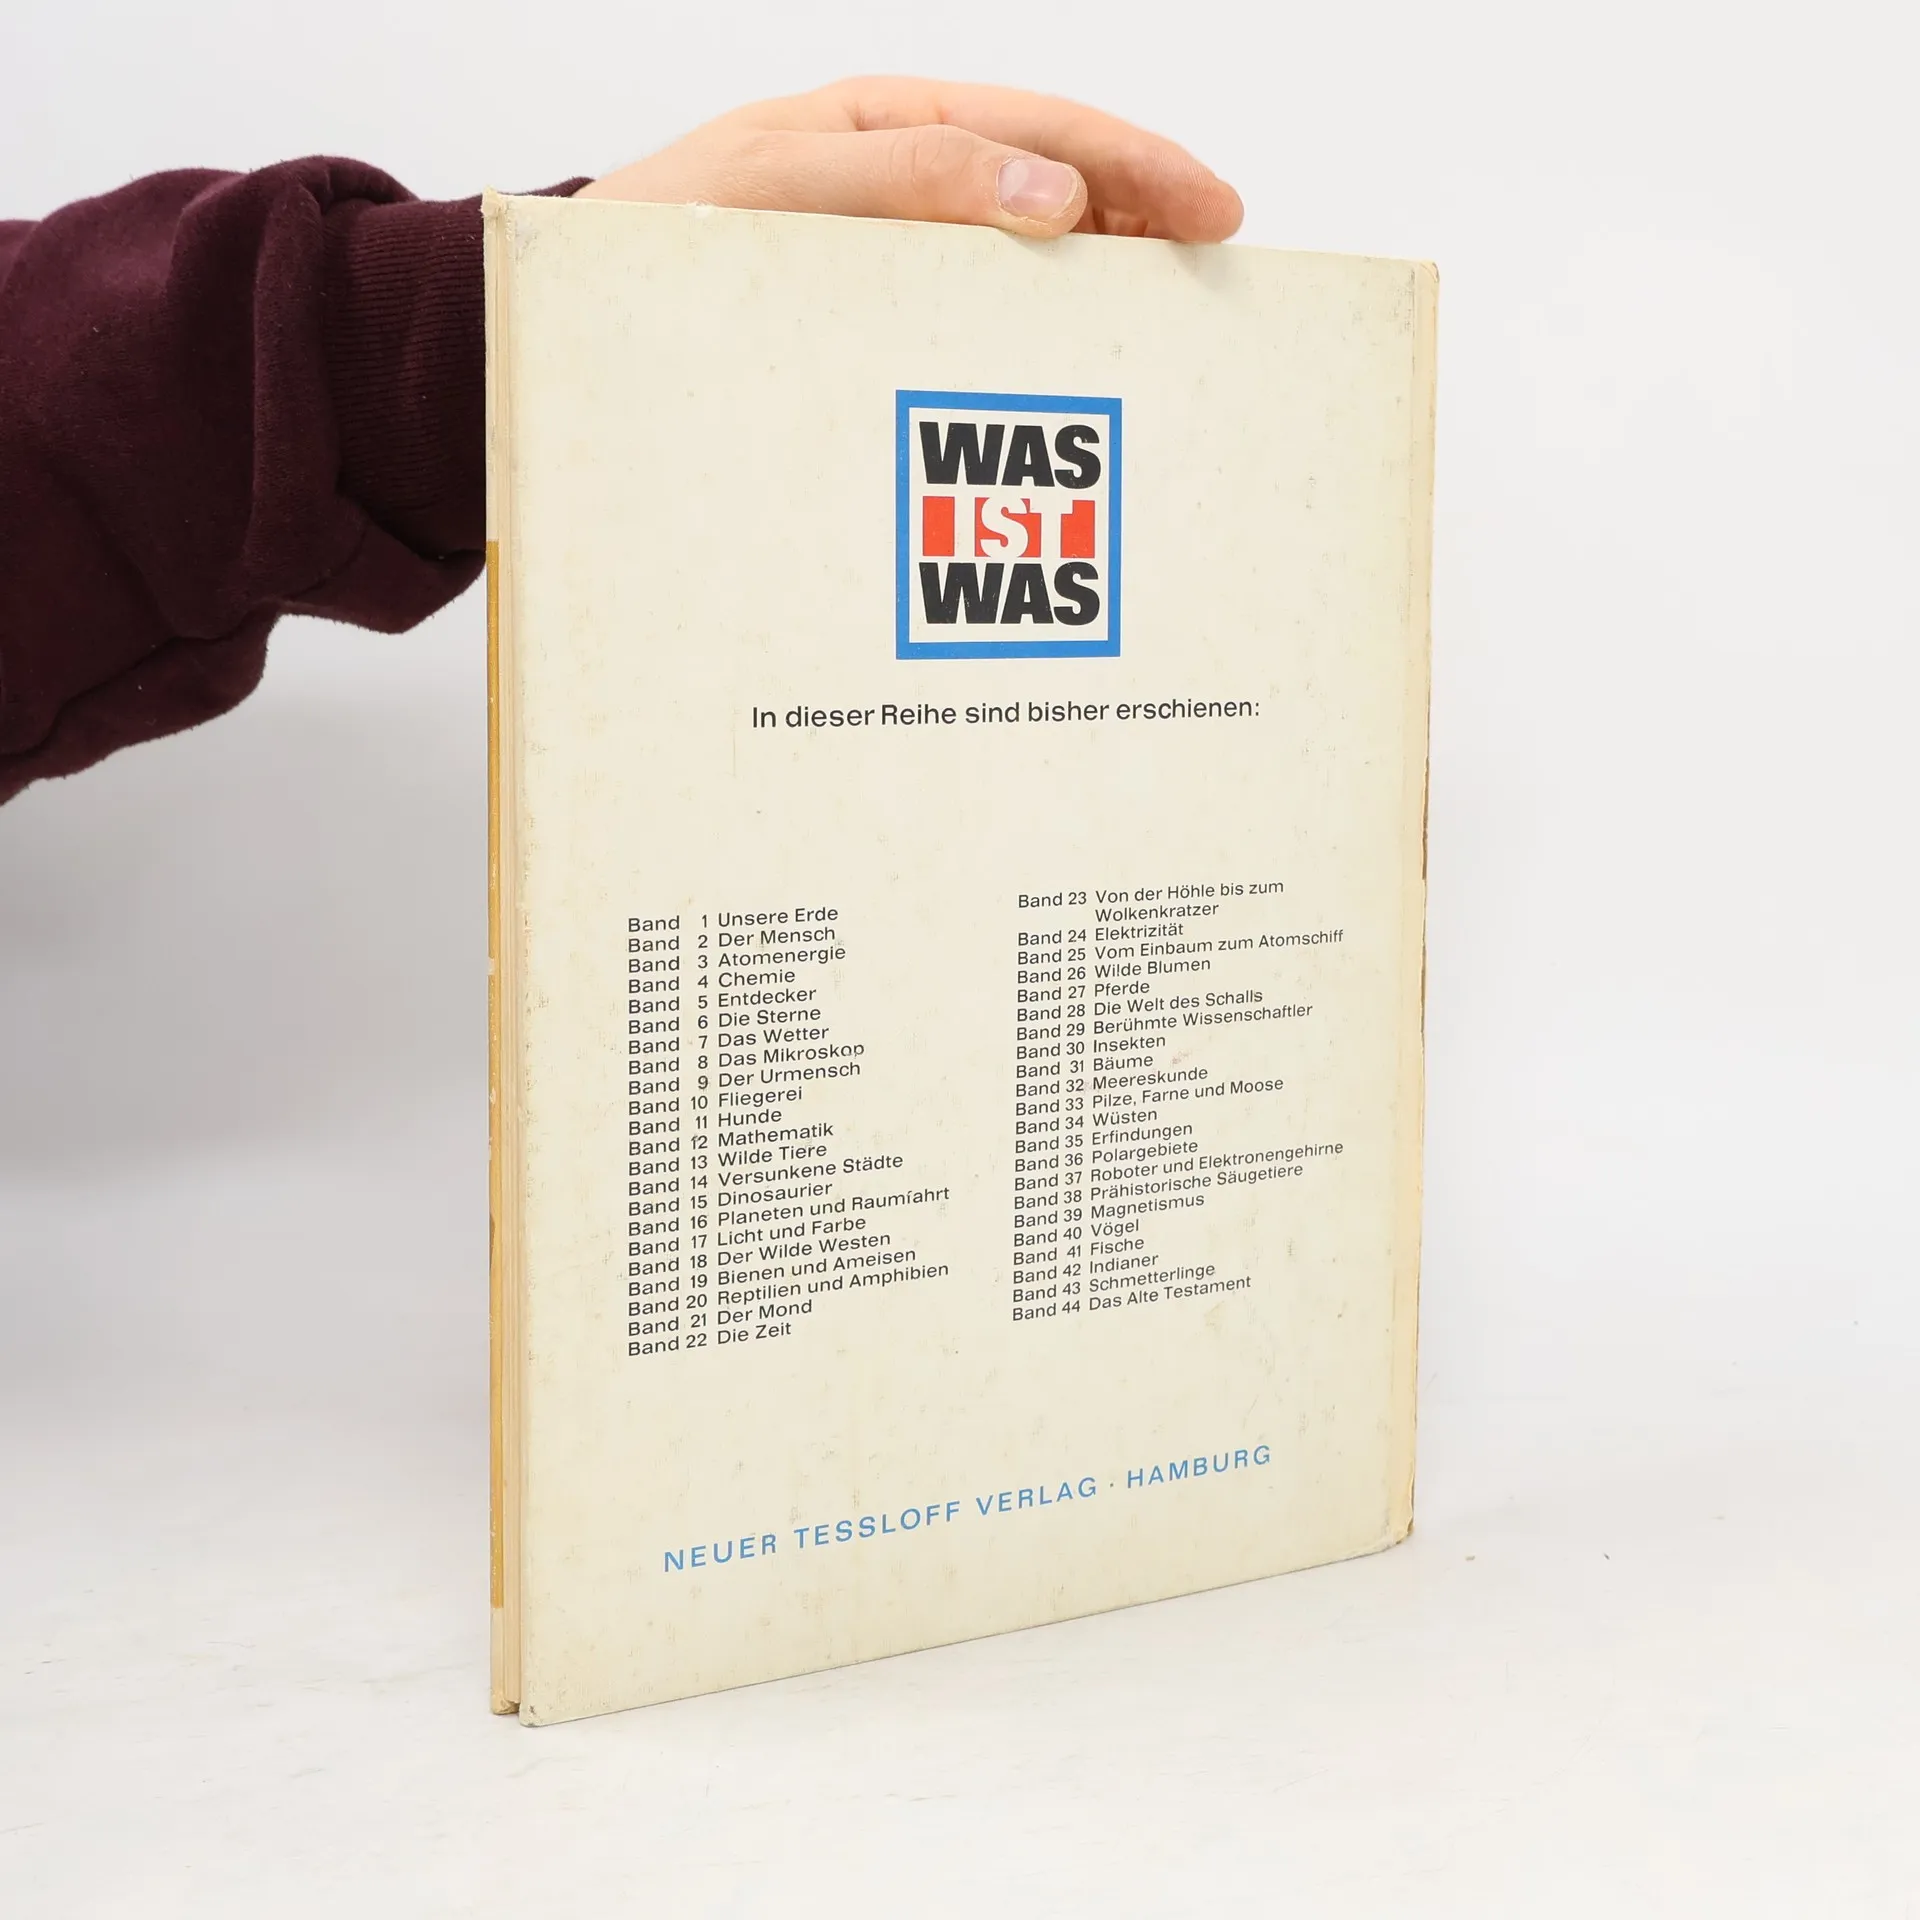 WAS
IST
WAS
In dieser Reihe sind bisher erschienen:
Band 1 Unsere Erde
Band 2 Der Mensch
Band 3 Atomenergie
Band 4 Chemie
Band 5 Entdecker
Band 6 Die Sterne
Band 7 Das Wetter
Band 8 Das Mikroskop
Band 9 Der Urmensch
Band 10 Fliegerei
Band 11 Hunde
Band 12 Mathematik
Band 13 Wilde Tiere
Band 14 Versunkene Städte
Band 15 Dinosaurier
Band 16 Planeten und Raumfahrt
Band 17 Licht und Farbe
Band 18 Der Wilde Westen
Band 19 Bienen und Ameisen
Band 20 Reptilien und Amphibien
Band 21 Der Mond
Band 22 Die Zeit
Band 23 Von der Höhle bis zum
Wolkenkratzer
Band 24 Elektrizität
Band 25 Vom Einbaum zum Atomschiff
Band 26 Wilde Blumen
Band 27 Pferde
Band 28 Die Welt des Schalls
Band 29 Berühmte Wissenschaftler
Band 30 Insekten
Band 31 Bäume
Band 32 Meereskunde
Band 33 Pilze, Farne und Moose
Band 34 Wüsten
Band 35 Erfindungen
Band 36 Polargebiete
Band 37 Roboter und Elektronengehirne
Band 38 Prähistorische Säugetiere
Band 39 Magnetismus
Band 40 Vögel
Band 41 Fische
Band 42 Indianer
Band 43 Schmetterlinge
Band 44 Das Alte Testament
NEUER TESSLOFF VERLAG · HAMBURG